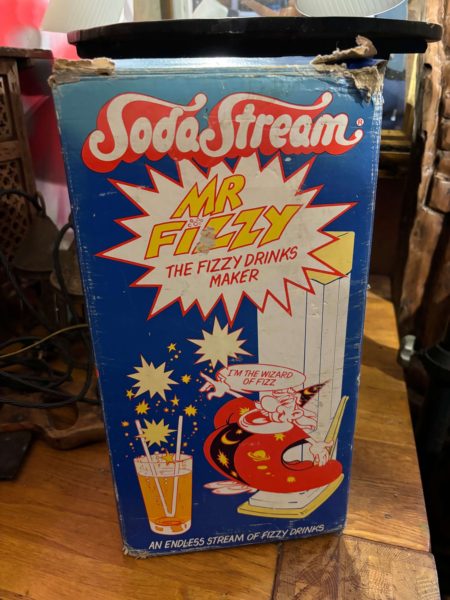 SodaStream®
MR
FIZZY
THE FIZZY DRINKS
MAKER
I'M THE WIZARD
OF FIZZ
AN ENDLESS STREAM OF FIZZY DRINKS